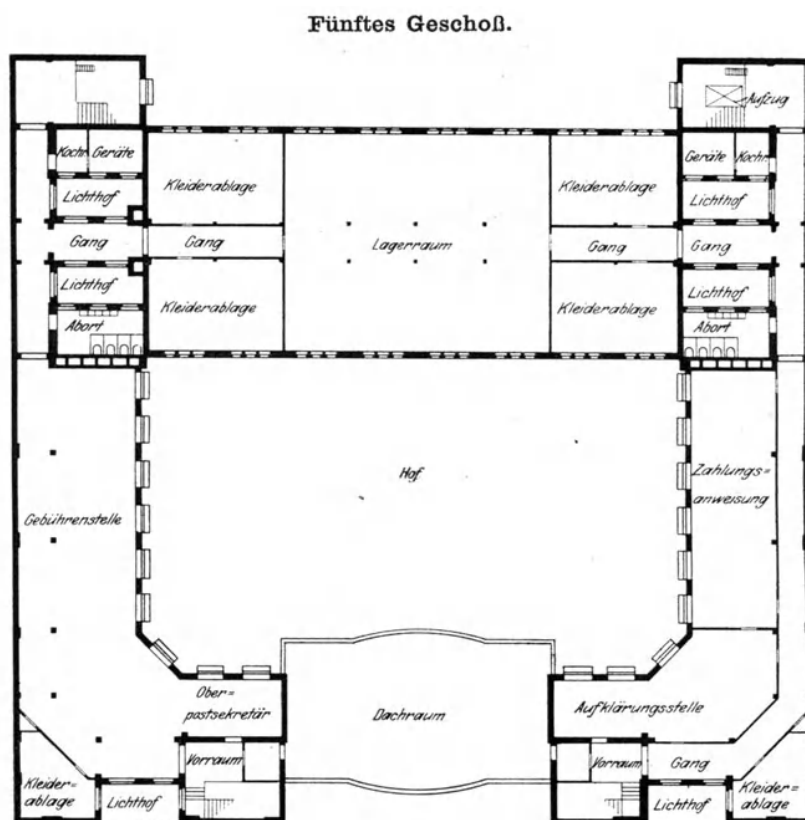 Fünftes Geschoß.
Aufzug
Kochr. Geräte
Kleiderablage
Kleiderablage
Geräte Kochr.
Lichthof
Lichthof
Gang
Gang
Lagerraum
Gang
Gang
Lichthof
Kleiderablage
Kleiderablage
Lichthof
Abort
Abort
Hof
Zahlungs=
anweisung
Gebührenstelle
Ober=
postsekretär
Dachraum
Aufklärungsstelle
Vorraum
Vorraum
Gang
Kleider=
ablage
Lichthof
Lichthof
Kleider=
ablage